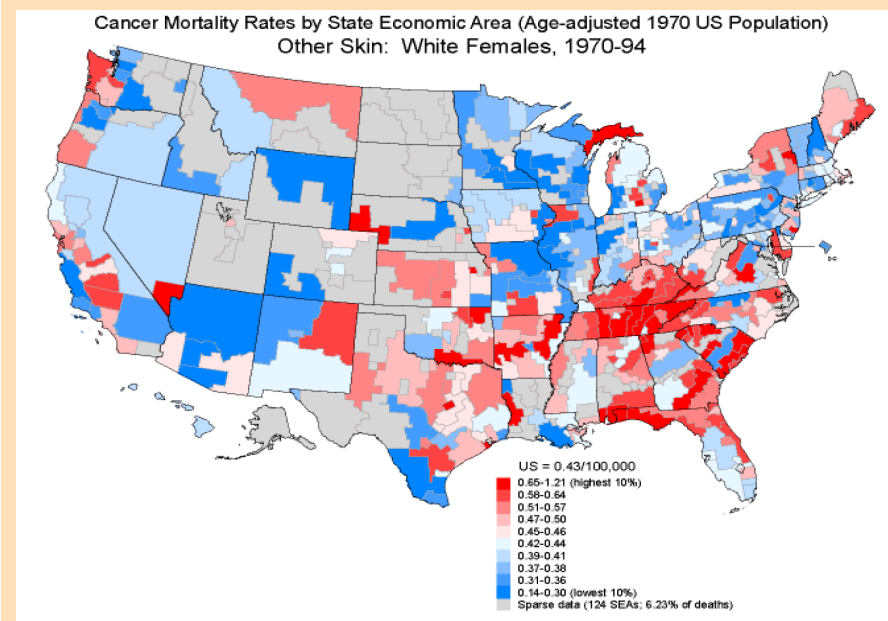 Cancer Mortality Rates by State Economic Area (Age-adjusted 1970 US Population)
Other Skin: White Females, 1970-94
US = 0.43/100,000
0.65-1.21 (highest 10%)
0.58-0.64
0.51-0.57
0.47-0.50
0.45-0.46
0.42-0.44
0.39-0.41
0.37-0.38
0.31-0.36
0.14-0.30 (lowest 10%)
Sparse data (124 SEAs; 6.23% of deaths)